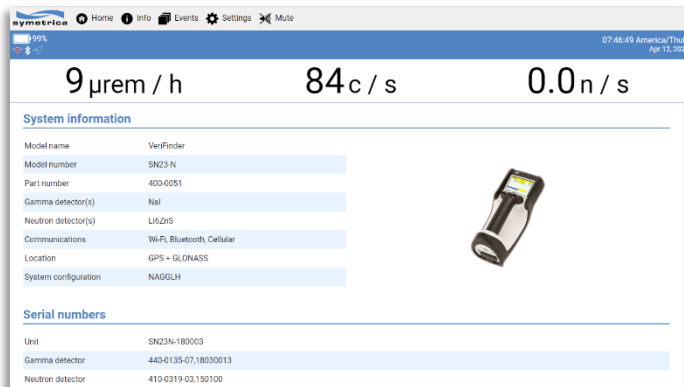 symetrica Home Info Events Settings Mute
99%
07:46:49 America/Thul
Apr 12, 202
9 µrem / h 84 c / s 0.0 n / s
System information
Model name VeriFinder
Model number SN23-N
Part number 400-0051
Gamma detector(s) NaI
Neutron detector(s) Li6ZnS
Communications Wi-Fi, Bluetooth, Cellular
Location GPS + GLONASS
System configuration NAGGLH
Serial numbers
Unit SN23N-180003
Gamma detector 440-0135-07,18030013
Neutron detector 410-0319-03,150100